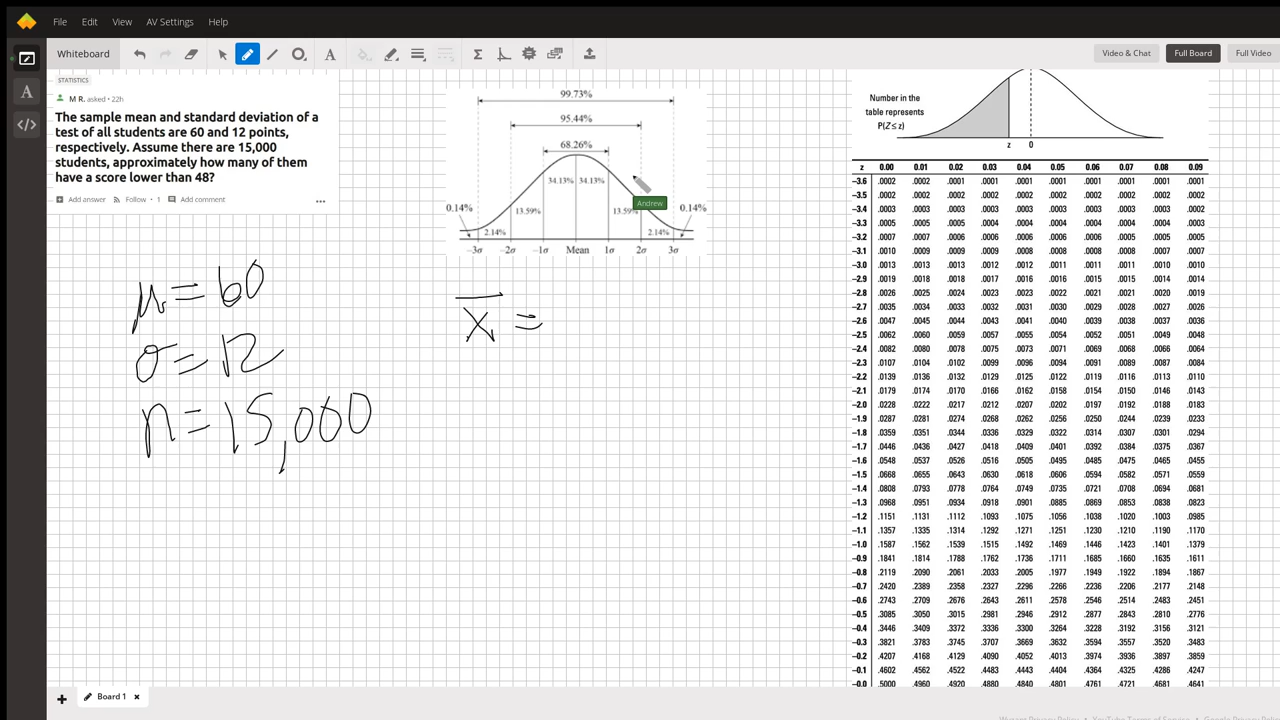 File Edit View AV Settings Help
Whiteboard
A
Σ
Video & Chat
Full Board
Full Video
A
STATISTICS
M R. asked • 22h
The sample mean and standard deviation of a
test of all students are 60 and 12 points,
respectively. Assume there are 15,000
students, approximately how many of them
have a score lower than 48?
Add answer Follow • 1 Add comment
99.73%
95.44%
68.26%
34.13% 34.13%
Andrew
0.14% 13.59% 13.59% 0.14%
2.14% 2.14%
−3σ −2σ −1σ Mean 1σ 2σ 3σ
μ = 60
σ = 12
n = 15,000
x̄ =
Number in the
table represents
P(Z ≤ z)
z 0
z 0.00 0.01 0.02 0.03 0.04 0.05 0.06 0.07 0.08 0.09
−3.6 .0002 .0002 .0001 .0001 .0001 .0001 .0001 .0001 .0001 .0001
−3.5 .0002 .0002 .0002 .0002 .0002 .0002 .0002 .0002 .0002 .0002
−3.4 .0003 .0003 .0003 .0003 .0003 .0003 .0003 .0003 .0003 .0002
−3.3 .0005 .0005 .0005 .0004 .0004 .0004 .0004 .0004 .0004 .0003
−3.2 .0007 .0007 .0006 .0006 .0006 .0006 .0006 .0005 .0005 .0005
−3.1 .0010 .0009 .0009 .0009 .0008 .0008 .0008 .0008 .0007 .0007
−3.0 .0013 .0013 .0013 .0012 .0012 .0011 .0011 .0011 .0010 .0010
−2.9 .0019 .0018 .0018 .0017 .0016 .0016 .0015 .0015 .0014 .0014
−2.8 .0026 .0025 .0024 .0023 .0023 .0022 .0021 .0021 .0020 .0019
−2.7 .0035 .0034 .0033 .0032 .0031 .0030 .0029 .0028 .0027 .0026
−2.6 .0047 .0045 .0044 .0043 .0041 .0040 .0039 .0038 .0037 .0036
−2.5 .0062 .0060 .0059 .0057 .0055 .0054 .0052 .0051 .0049 .0048
−2.4 .0082 .0080 .0078 .0075 .0073 .0071 .0069 .0068 .0066 .0064
−2.3 .0107 .0104 .0102 .0099 .0096 .0094 .0091 .0089 .0087 .0084
−2.2 .0139 .0136 .0132 .0129 .0125 .0122 .0119 .0116 .0113 .0110
−2.1 .0179 .0174 .0170 .0166 .0162 .0158 .0154 .0150 .0146 .0143
−2.0 .0228 .0222 .0217 .0212 .0207 .0202 .0197 .0192 .0188 .0183
−1.9 .0287 .0281 .0274 .0268 .0262 .0256 .0250 .0244 .0239 .0233
−1.8 .0359 .0351 .0344 .0336 .0329 .0322 .0314 .0307 .0301 .0294
−1.7 .0446 .0436 .0427 .0418 .0409 .0401 .0392 .0384 .0375 .0367
−1.6 .0548 .0537 .0526 .0516 .0505 .0495 .0485 .0475 .0465 .0455
−1.5 .0668 .0655 .0643 .0630 .0618 .0606 .0594 .0582 .0571 .0559
−1.4 .0808 .0793 .0778 .0764 .0749 .0735 .0721 .0708 .0694 .0681
−1.3 .0968 .0951 .0934 .0918 .0901 .0885 .0869 .0853 .0838 .0823
−1.2 .1151 .1131 .1112 .1093 .1075 .1056 .1038 .1020 .1003 .0985
−1.1 .1357 .1335 .1314 .1292 .1271 .1251 .1230 .1210 .1190 .1170
−1.0 .1587 .1562 .1539 .1515 .1492 .1469 .1446 .1423 .1401 .1379
−0.9 .1841 .1814 .1788 .1762 .1736 .1711 .1685 .1660 .1635 .1611
−0.8 .2119 .2090 .2061 .2033 .2005 .1977 .1949 .1922 .1894 .1867
−0.7 .2420 .2389 .2358 .2327 .2296 .2266 .2236 .2206 .2177 .2148
−0.6 .2743 .2709 .2676 .2643 .2611 .2578 .2546 .2514 .2483 .2451
−0.5 .3085 .3050 .3015 .2981 .2946 .2912 .2877 .2843 .2810 .2776
−0.4 .3446 .3409 .3372 .3336 .3300 .3264 .3228 .3192 .3156 .3121
−0.3 .3821 .3783 .3745 .3707 .3669 .3632 .3594 .3557 .3520 .3483
−0.2 .4207 .4168 .4129 .4090 .4052 .4013 .3974 .3936 .3897 .3859
−0.1 .4602 .4562 .4522 .4483 .4443 .4404 .4364 .4325 .4286 .4247
−0.0 .5000 .4960 .4920 .4880 .4840 .4801 .4761 .4721 .4681 .4641
Board 1